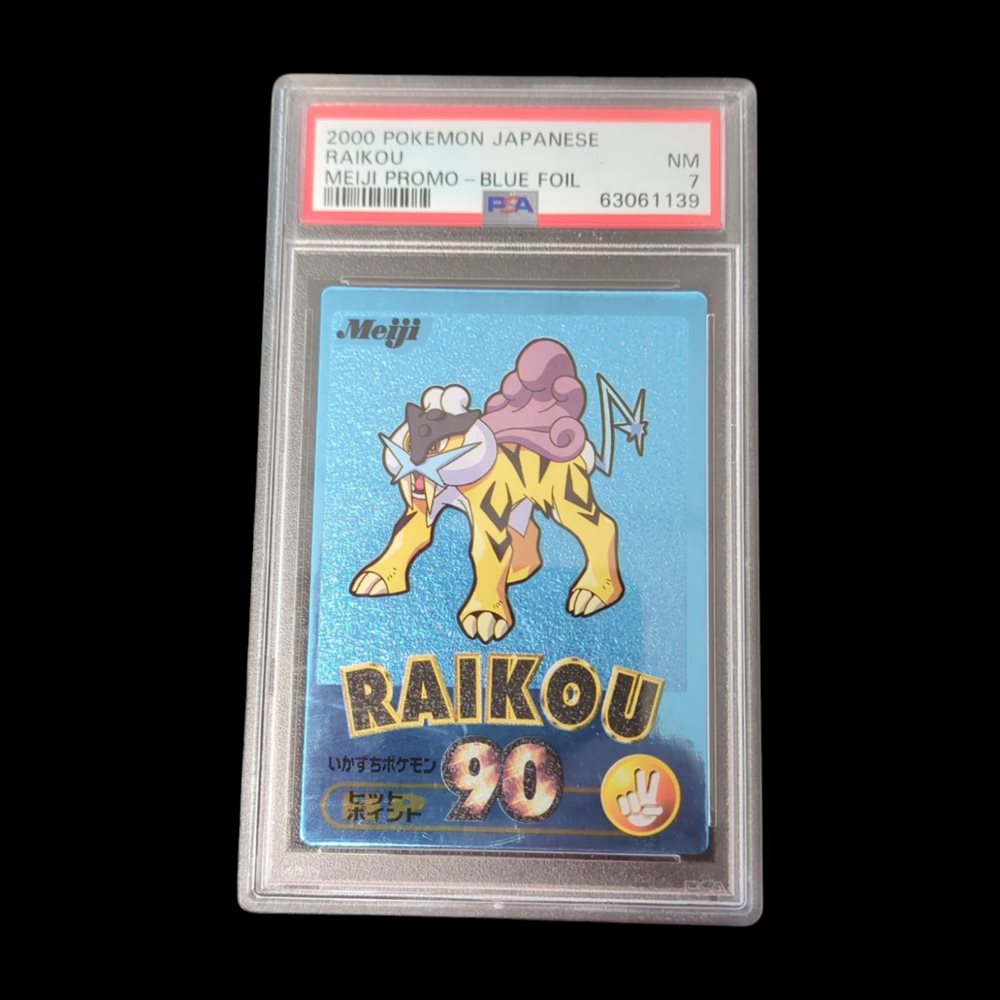 2000 POKEMON JAPANESE
RAIKOU NM
MEIJI PROMO - BLUE FOIL 7
PSA 63061139
Meiji
RAIKOU
いかずちポケモン 90
ヒット
ポイント
PSA